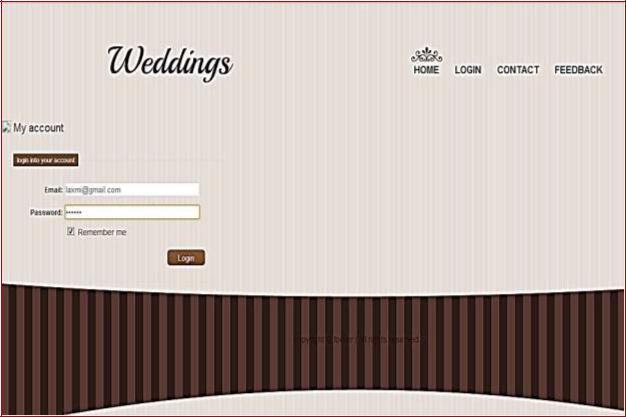 Weddings
HOME LOGIN CONTACT FEEDBACK
My account
login into your account
Email: laxmi@gmail.com
Password: ••••••
Remember me
Login